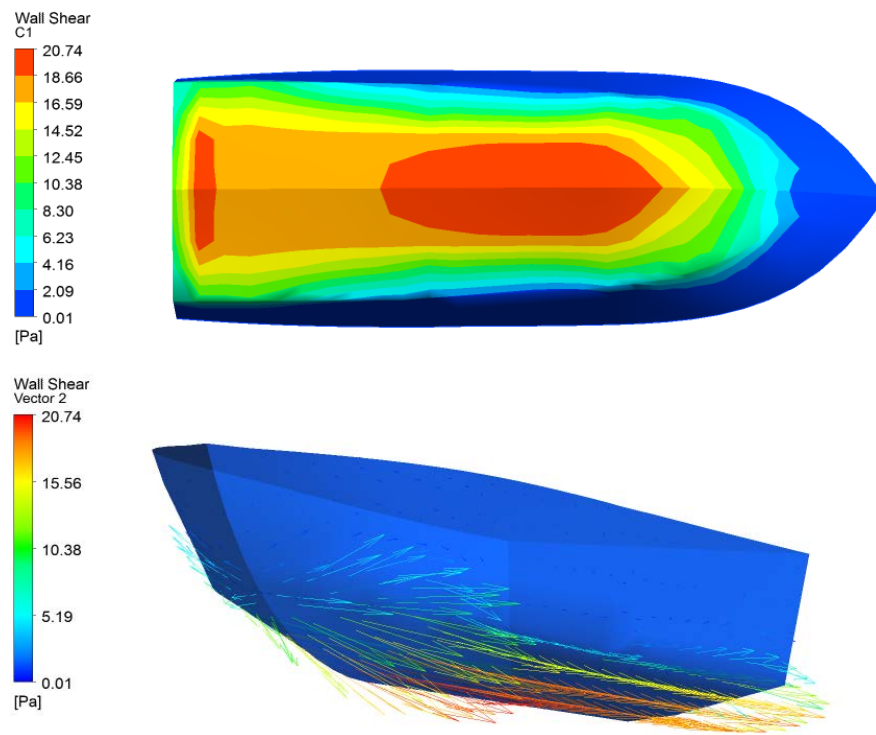 Wall Shear
C1
20.74
18.66
16.59
14.52
12.45
10.38
8.30
6.23
4.16
2.09
0.01
[Pa]
Wall Shear
Vector 2
20.74
15.56
10.38
5.19
0.01
[Pa]